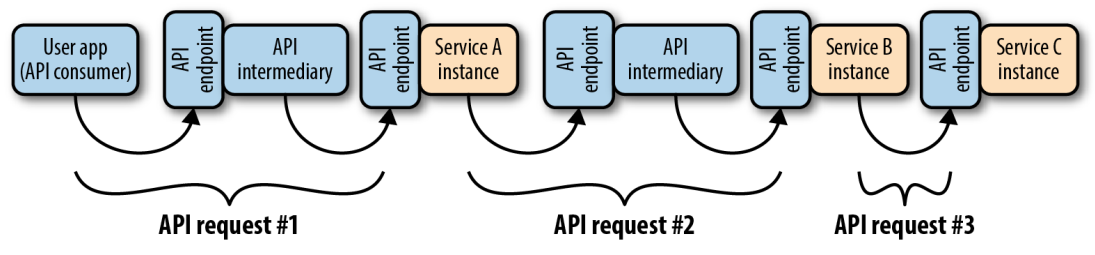 User app
(API consumer)
API
endpoint
API
intermediary
API
endpoint
Service A
instance
API
endpoint
API
intermediary
API
endpoint
Service B
instance
API
endpoint
Service C
instance
API request #1
API request #2
API request #3